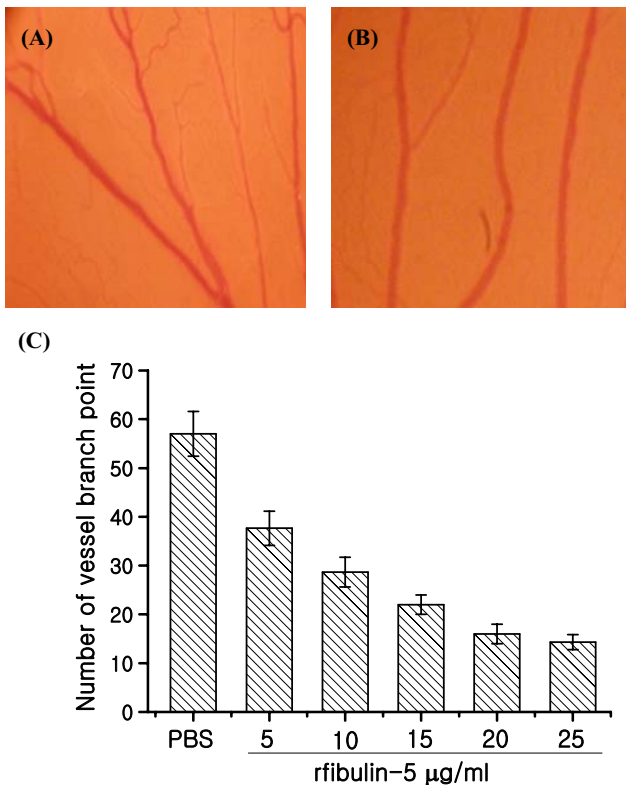 (A)
(B)
(C)
Number of vessel branch point
70
60
50
40
30
20
10
0
PBS 5 10 15 20 25
rfibulin-5 μg/ml